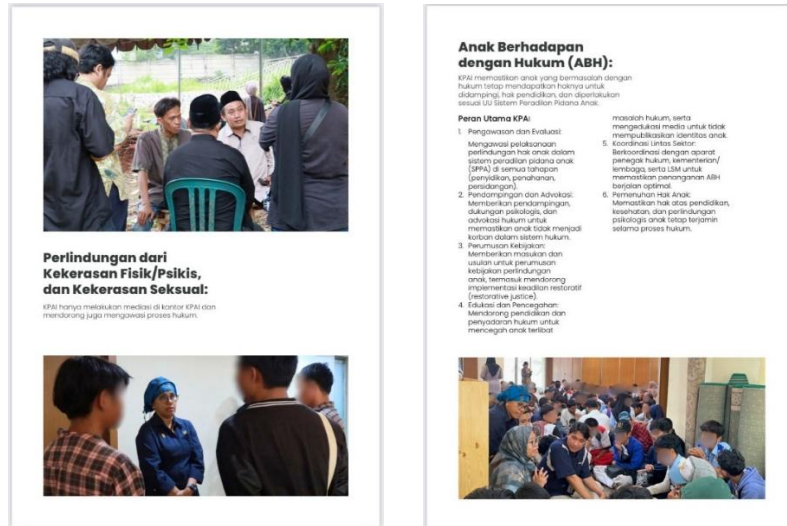 Perlindungan dari
Kekerasan Fisik/Psikis,
dan Kekerasan Seksual:
KPAI hanya melakukan mediasi di kantor KPAI dan
mendorong juga mengawasi proses hukum.
Anak Berhadapan
dengan Hukum (ABH):
KPAI memastikan anak yang bermasalah dengan
hukum tetap mendapatkan haknya untuk
didampingi, hak pendidikan, dan diperlakukan
sesuai UU Sistem Peradilan Pidana Anak.
Peran Utama KPAI:
1. Pengawasan dan Evaluasi:
Mengawasi pelaksanaan
perlindungan hak anak dalam
sistem peradilan pidana anak
(SPPA) di semua tahapan
(penyidikan, penahanan,
persidangan).
2. Pendampingan dan Advokasi:
Memberikan pendampingan,
dukungan psikologis, dan
advokasi hukum untuk
memastikan anak tidak menjadi
korban dalam sistem hukum.
3. Perumusan Kebijakan:
Memberikan masukan dan
usulan untuk perumusan
kebijakan perlindungan
anak, termasuk mendorong
implementasi keadilan restoratif
(restorative justice).
4. Edukasi dan Pencegahan:
Mendorong pendidikan dan
penyadaran hukum untuk
mencegah anak terlibat
masalah hukum, serta
mengedukasi media untuk tidak
mempublikasikan identitas anak.
5. Koordinasi Lintas Sektor:
Berkoordinasi dengan aparat
penegak hukum, kementerian/
lembaga, serta LSM untuk
memastikan penanganan ABH
berjalan optimal.
6. Pemenuhan Hak Anak:
Memastikan hak atas pendidikan,
kesehatan, dan perlindungan
psikologis anak tetap terjamin
selama proses hukum.